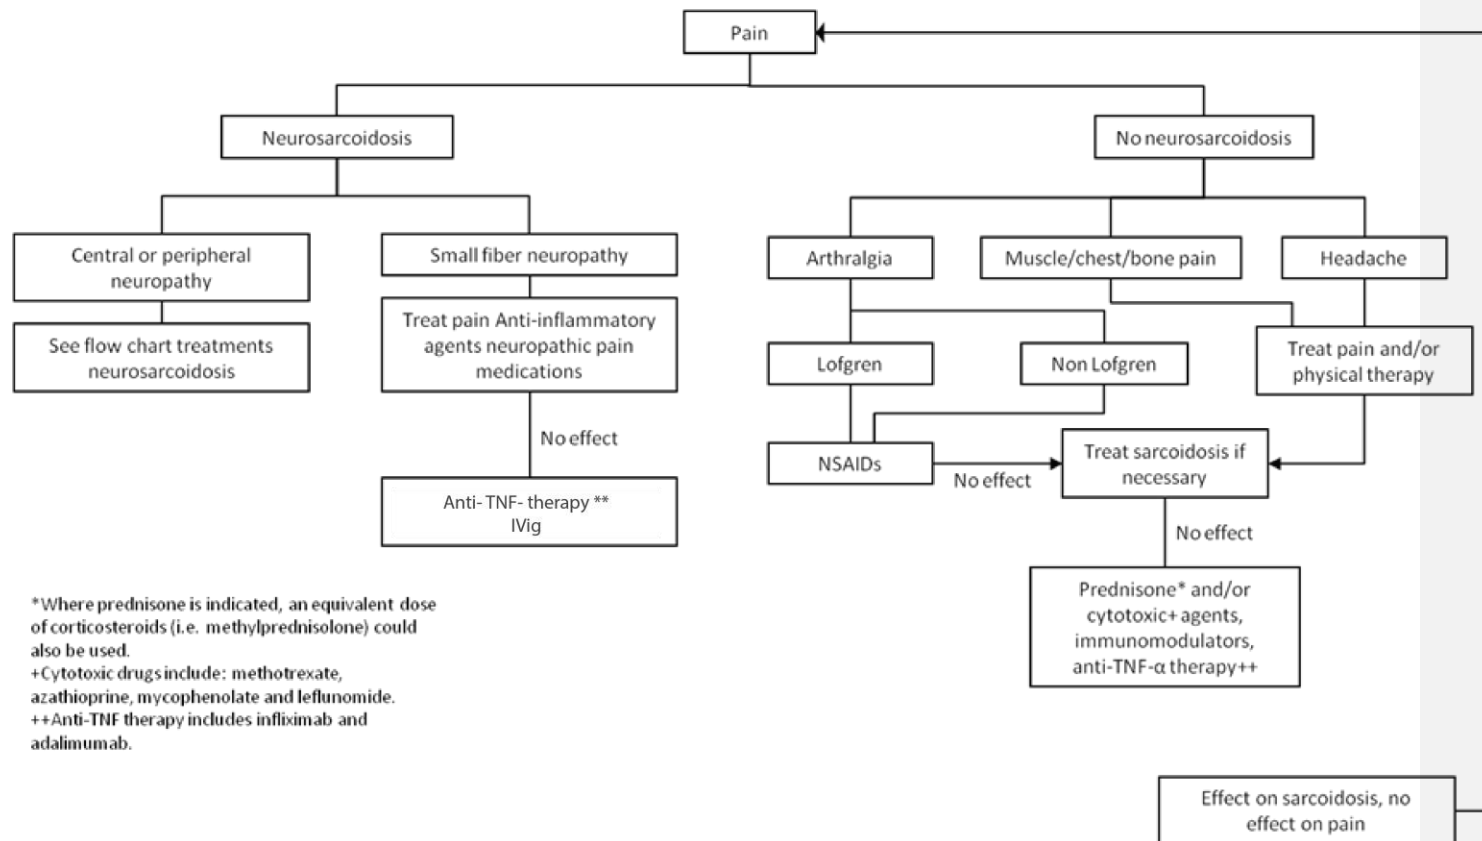 Pain
Neurosarcoidosis
No neurosarcoidosis
Central or peripheral
neuropathy
Small fiber neuropathy
Arthralgia
Muscle/chest/bone pain
Headache
See flow chart treatments
neurosarcoidosis
Treat pain Anti-inflammatory
agents neuropathic pain
medications
Lofgren
Non Lofgren
Treat pain and/or
physical therapy
No effect
NSAIDs
No effect
Treat sarcoidosis if
necessary
Anti- TNF- therapy **
IVig
No effect
Prednisone* and/or
cytotoxic+ agents,
immunomodulators,
anti-TNF-α therapy++
*Where prednisone is indicated, an equivalent dose
of corticosteroids (i.e. methylprednisolone) could
also be used.
+Cytotoxic drugs include: methotrexate,
azathioprine, mycophenolate and leflunomide.
++Anti-TNF therapy includes infliximab and
adalimumab.
Effect on sarcoidosis, no
effect on pain